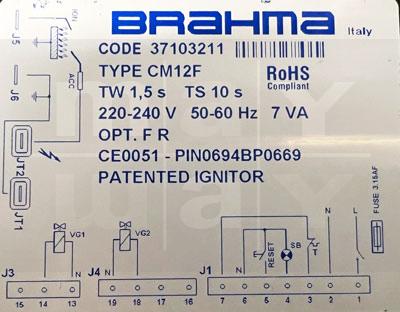 BRAHMA
Italy
CODE 37103211
TYPE CM12F
RoHS
Compliant
TW 1,5 s TS 10 s
220-240 V 50-60 Hz 7 VA
OPT. F R
CE0051 - PIN0694BP0669
PATENTED IGNITOR
J5
ION
J6
ACC
JT2
JT1
VG1
N
VG2
N
RESET
SB
T
N
L
FUSE 3.15AF
J3
15 14 13
J4
19 18 17 16
J1
7 6 5 4 3 2 1